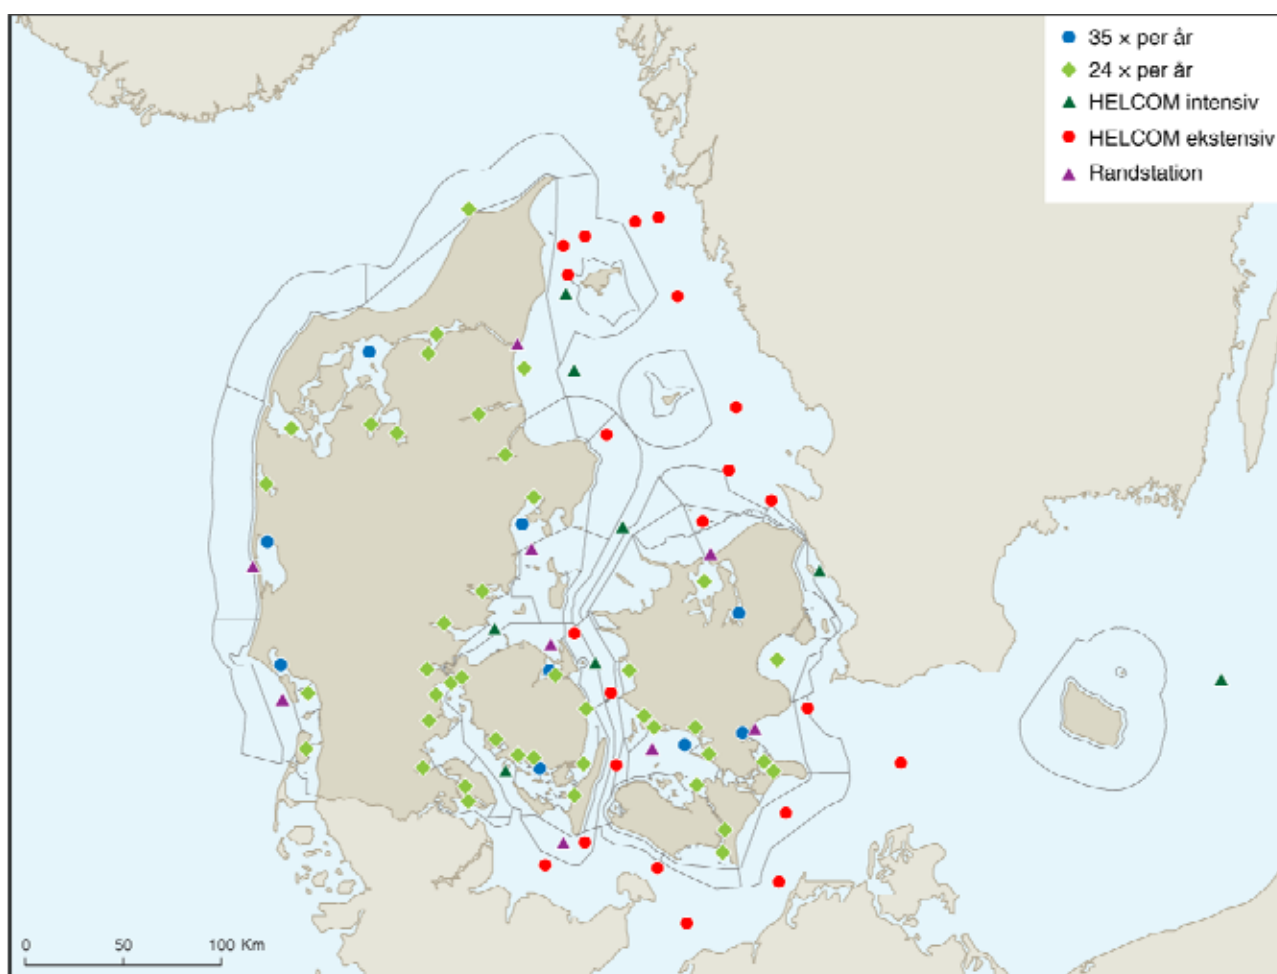 35 × per år
24 × per år
HELCOM intensiv
HELCOM ekstensiv
Randstation
0 50 100 Km